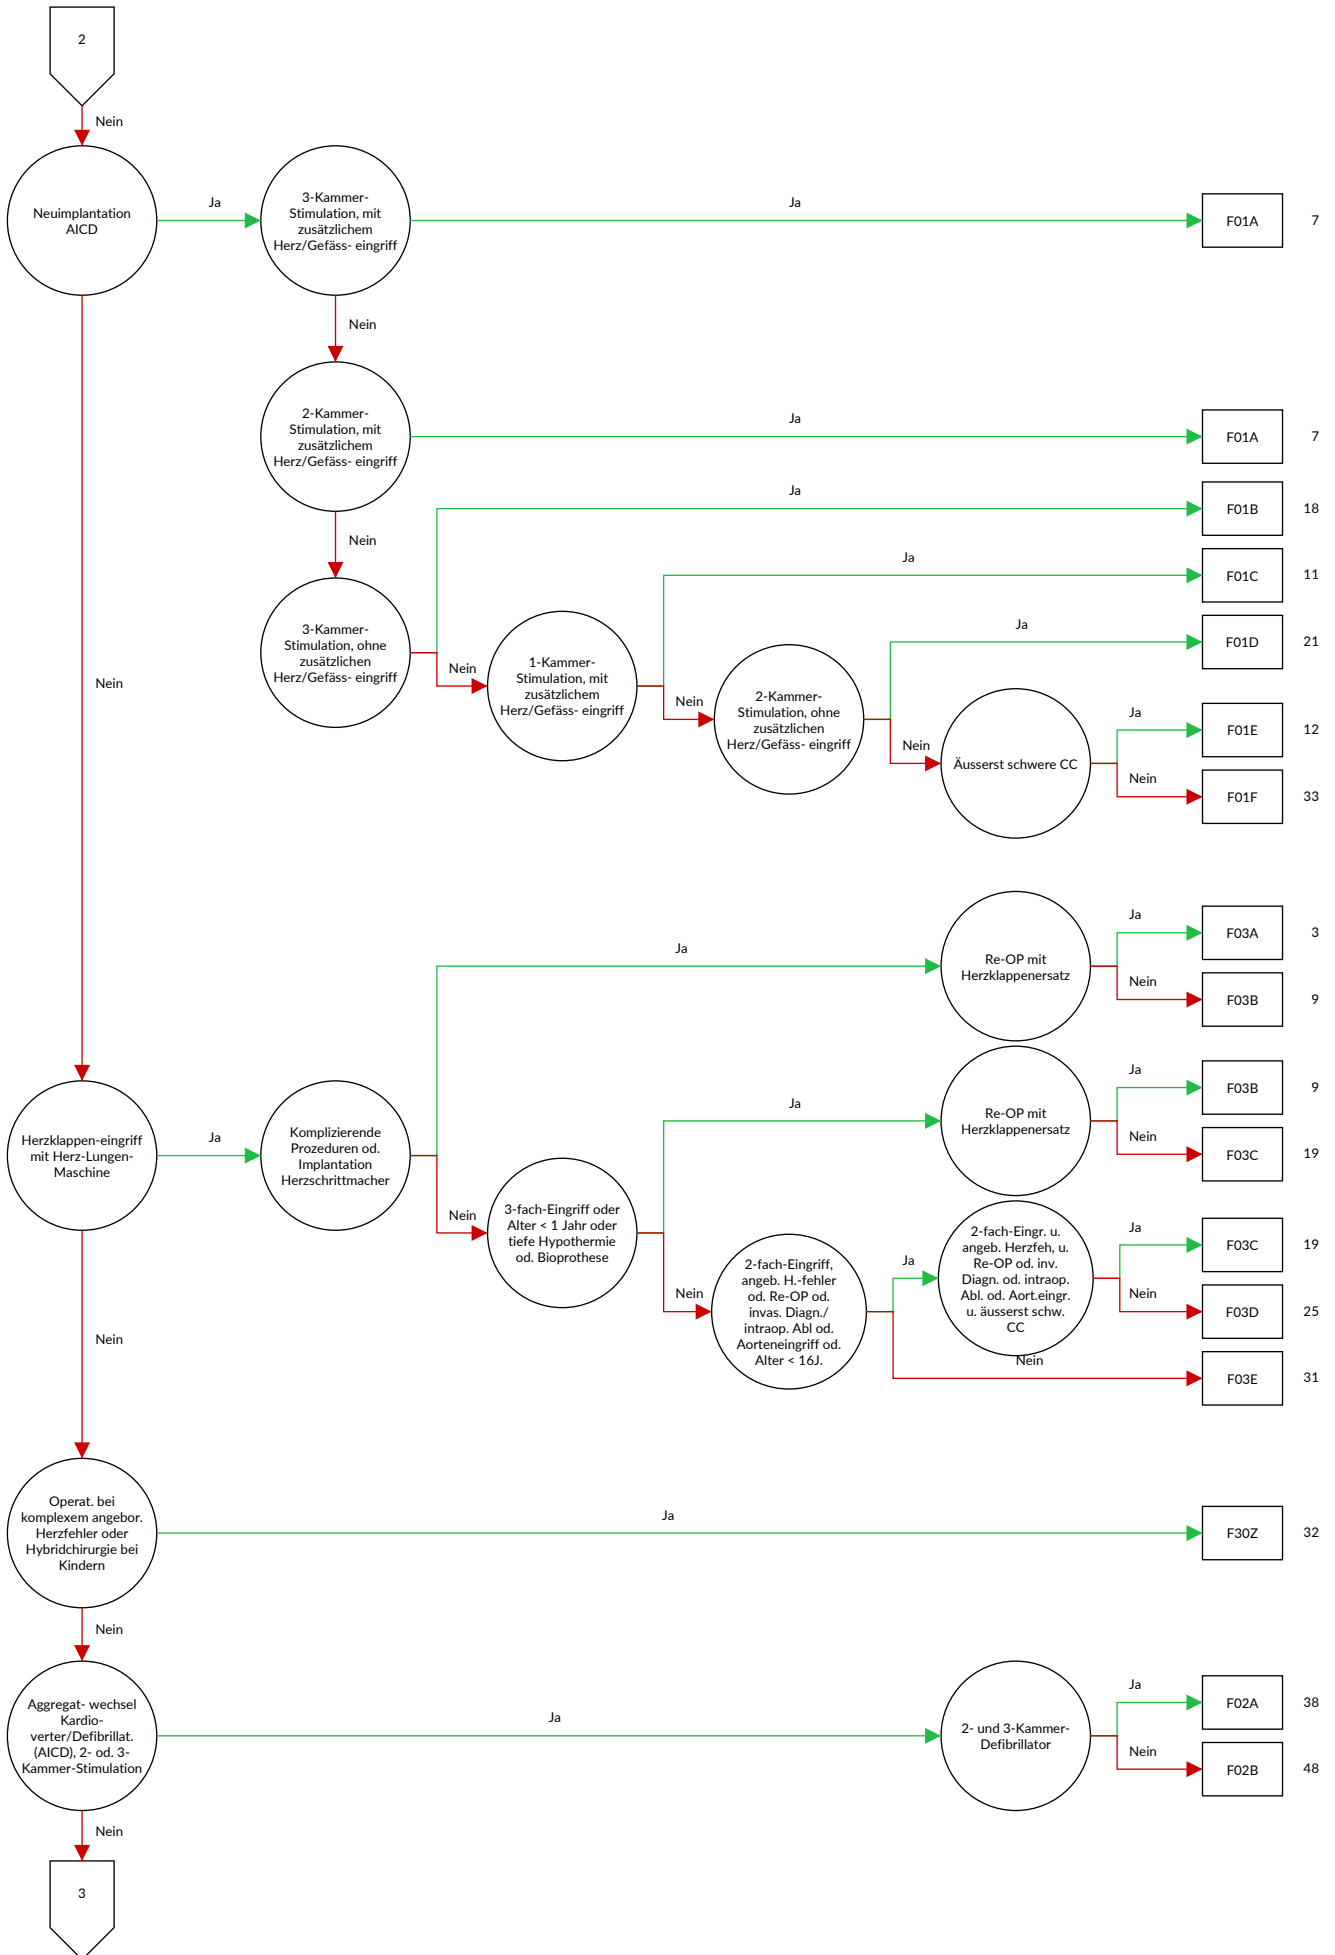 2
Nein
Neuimplantation
AICD
Ja
3-Kammer-
Stimulation, mit
zusätzlichem
Herz/Gefäss- eingriff
Ja
F01A
7
Nein
2-Kammer-
Stimulation, mit
zusätzlichem
Herz/Gefäss- eingriff
Ja
F01A
7
Nein
3-Kammer-
Stimulation, ohne
zusätzlichen
Herz/Gefäss- eingriff
Ja
F01B
18
Nein
1-Kammer-
Stimulation, mit
zusätzlichem
Herz/Gefäss- eingriff
Ja
F01C
11
Nein
2-Kammer-
Stimulation, ohne
zusätzlichen
Herz/Gefäss- eingriff
Ja
F01D
21
Nein
Äusserst schwere CC
Ja
F01E
12
Nein
F01F
33
Nein
Herzklappen-eingriff
mit Herz-Lungen-
Maschine
Ja
Komplizierende
Prozeduren od.
Implantation
Herzschrittmacher
Ja
Re-OP mit
Herzklappenersatz
Ja
F03A
3
Nein
F03B
9
Nein
3-fach-Eingriff oder
Alter < 1 Jahr oder
tiefe Hypothermie
od. Bioprothese
Ja
Re-OP mit
Herzklappenersatz
Ja
F03B
9
Nein
F03C
19
Nein
2-fach-Eingriff,
angeb. H.-fehler
od. Re-OP od.
invas. Diagn./
intraop. Abl od.
Aorteneingriff od.
Alter < 16J.
Ja
2-fach-Eingr. u.
angeb. Herzfeh, u.
Re-OP od. inv.
Diagn. od. intraop.
Abl. od. Aort.eingr.
u. äusserst schw.
CC
Ja
F03C
19
Nein
F03D
25
Nein
F03E
31
Nein
Operat. bei
komplexem angebor.
Herzfehler oder
Hybridchirurgie bei
Kindern
Ja
F30Z
32
Nein
Aggregat- wechsel
Kardio-
verter/Defibrillat.
(AICD), 2- od. 3-
Kammer-Stimulation
Ja
2- und 3-Kammer-
Defibrillator
Ja
F02A
38
Nein
F02B
48
Nein
3